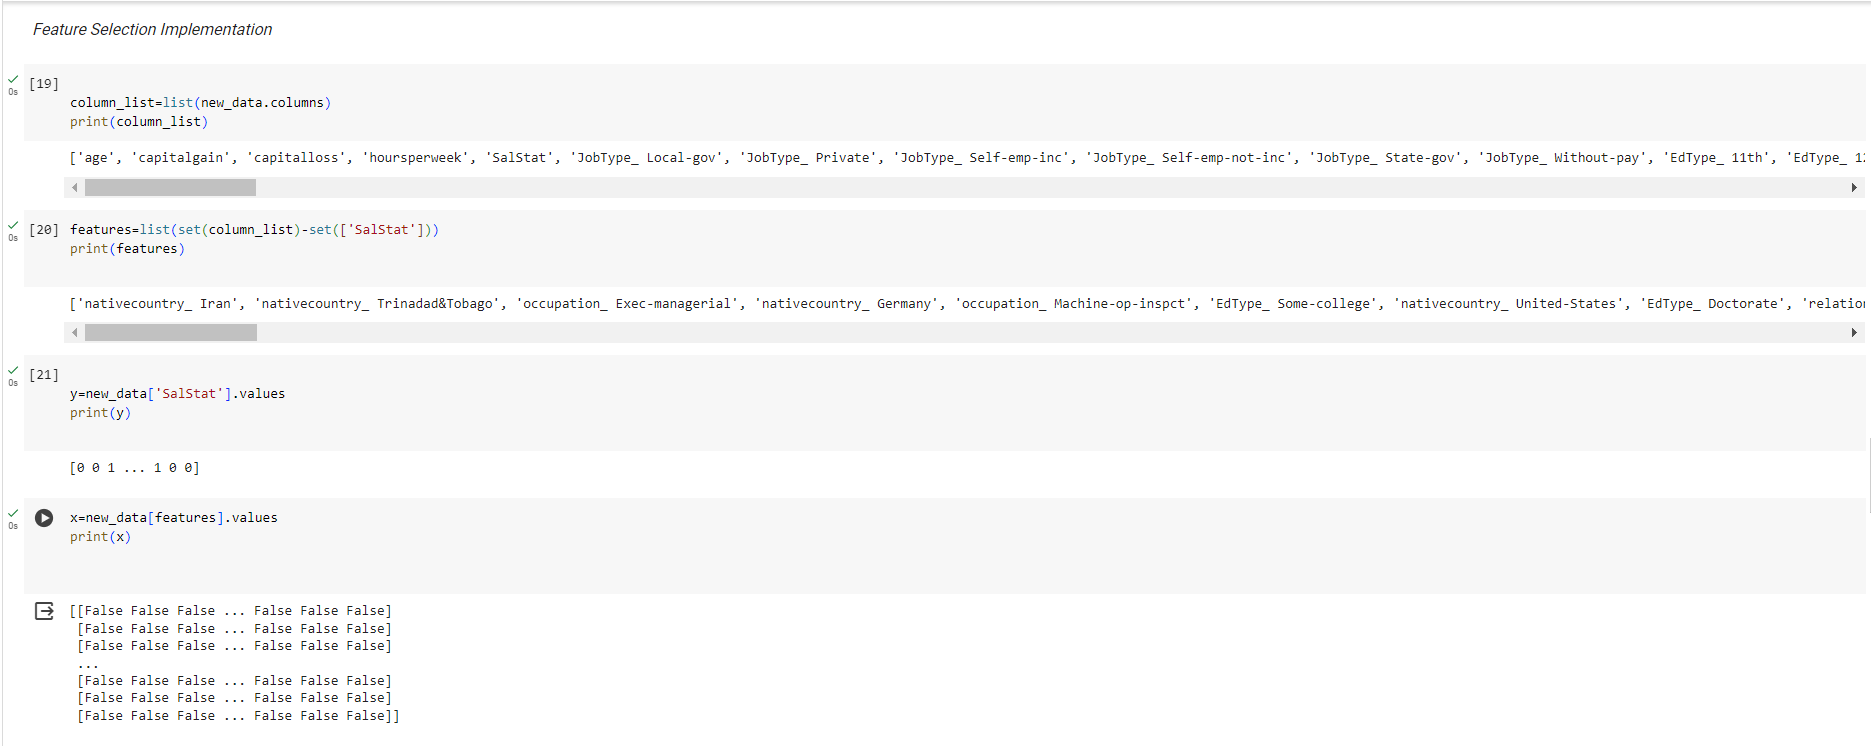 Feature Selection Implementation
[19]
0s
column_list=list(new_data.columns)
print(column_list)
['age', 'capitalgain', 'capitalloss', 'hoursperweek', 'SalStat', 'JobType_ Local-gov', 'JobType_ Private', 'JobType_ Self-emp-inc', 'JobType_ Self-emp-not-inc', 'JobType_ State-gov', 'JobType_ Without-pay', 'EdType_ 11th', 'EdType_ 12
[20] features=list(set(column_list)-set(['SalStat']))
0s
print(features)
['nativecountry_ Iran', 'nativecountry_ Trinadad&Tobago', 'occupation_ Exec-managerial', 'nativecountry_ Germany', 'occupation_ Machine-op-inspct', 'EdType_ Some-college', 'nativecountry_ United-States', 'EdType_ Doctorate', 'relation
[21]
0s
y=new_data['SalStat'].values
print(y)
[0 0 1 ... 1 0 0]
x=new_data[features].values
0s
print(x)
[[False False False ... False False False]
[False False False ... False False False]
[False False False ... False False False]
...
[False False False ... False False False]
[False False False ... False False False]
[False False False ... False False False]]